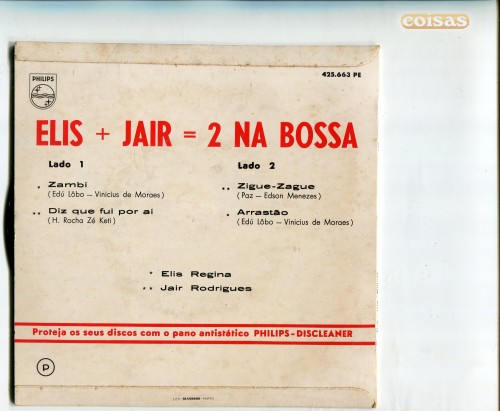 coisas
PHILIPS
425.663 PE
ELIS + JAIR = 2 NA BOSSA
Lado 1
Lado 2
* Zambi
(Edú Lôbo – Vinicius de Moraes)
** Diz que fui por ai
(H. Rocha Zé Keti)
** Zigue-Zague
(Paz – Edson Menezes)
* Arrastão
(Edú Lôbo – Vinicius de Moraes)
* Elis Regina
** Jair Rodrigues
Proteja os seus discos com o pano antistático PHILIPS-DISCLEANER
P